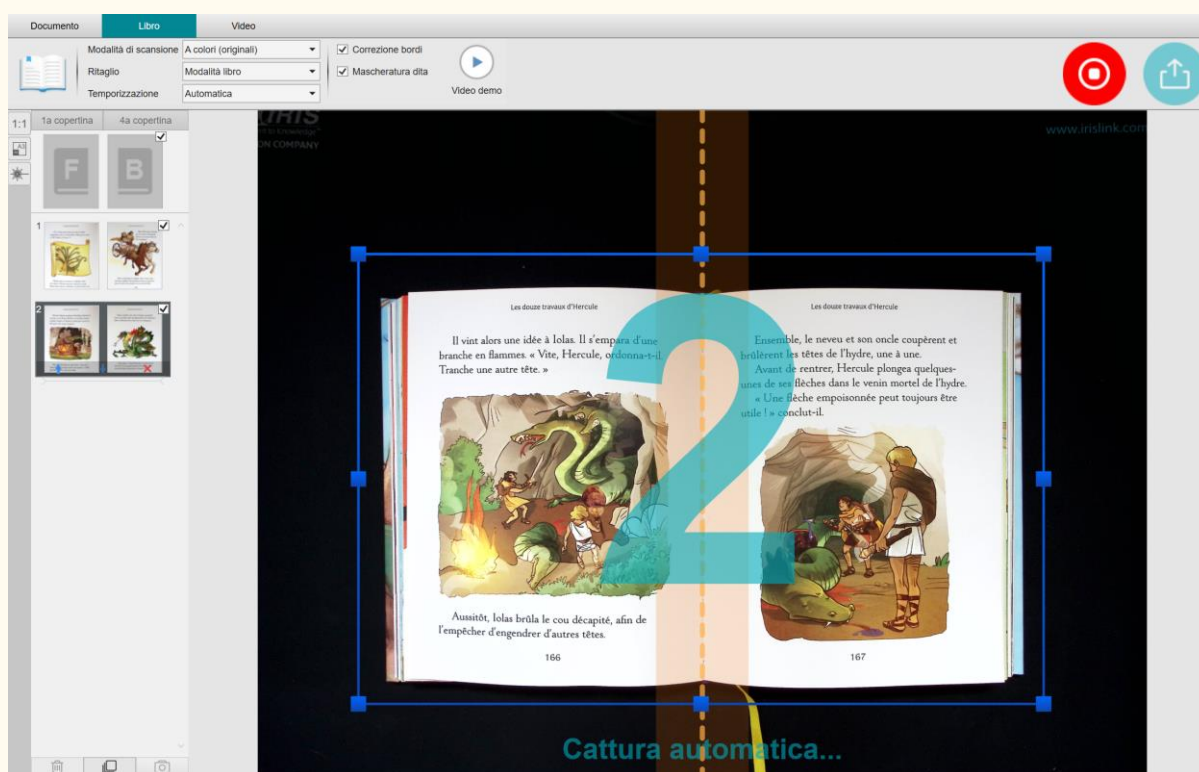 Documento Libro Video
Modalità di scansione A colori (originali)
Ritaglio Modalità libro
Temporizzazione Automatica
Correzione bordi
Mascheratura dita
Video demo
1:1
1a copertina 4a copertina
F B
1
2
IRIS
ON COMPANY
www.irislink.com
Les douze travaux d'Hercule
Il vint alors une idée à Iolas. Il s'empara d'une
branche en flammes. « Vite, Hercule, ordonna-t-il.
Tranche une autre tête. »
Aussitôt, Iolas brûla le cou décapité, afin de
l'empêcher d'engendrer d'autres têtes.
166
Les douze travaux d'Hercule
Ensemble, le neveu et son oncle coupèrent et
brûlèrent les têtes de l'hydre, une à une.
Avant de rentrer, Hercule plongea quelques-
unes de ses flèches dans le venin mortel de l'hydre.
« Une flèche empoisonnée peut toujours être
utile ! » conclut-il.
167
2
Cattura automatica...